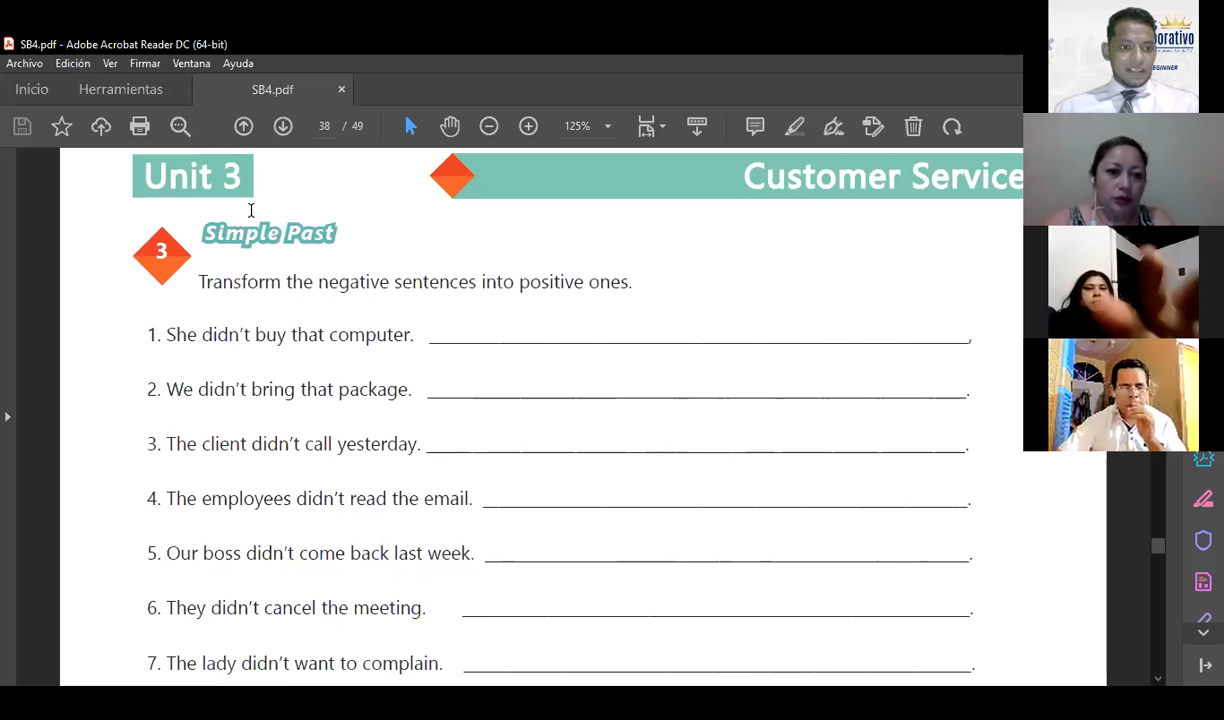 SB4.pdf - Adobe Acrobat Reader DC (64-bit)
Archivo Edición Ver Firmar Ventana Ayuda
Inicio Herramientas SB4.pdf ×
38 / 49 125%
Unit 3 Customer Service
3 Simple Past
Transform the negative sentences into positive ones.
1. She didn't buy that computer. ,
2. We didn't bring that package. .
3. The client didn't call yesterday. .
4. The employees didn't read the email. .
5. Our boss didn't come back last week. .
6. They didn't cancel the meeting. .
7. The lady didn't want to complain. .
orporativo